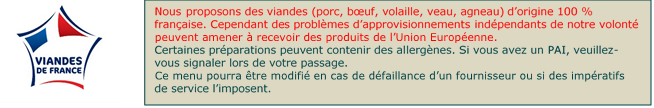 VIANDES
DE FRANCE
Nous proposons des viandes (porc, bœuf, volaille, veau, agneau) d’origine 100 %
française. Cependant des problèmes d’approvisionnements indépendants de notre volonté
peuvent amener à recevoir des produits de l’Union Européenne.
Certaines préparations peuvent contenir des allergènes. Si vous avez un PAI, veuillez-
vous signaler lors de votre passage.
Ce menu pourra être modifié en cas de défaillance d’un fournisseur ou si des impératifs
de service l’imposent.